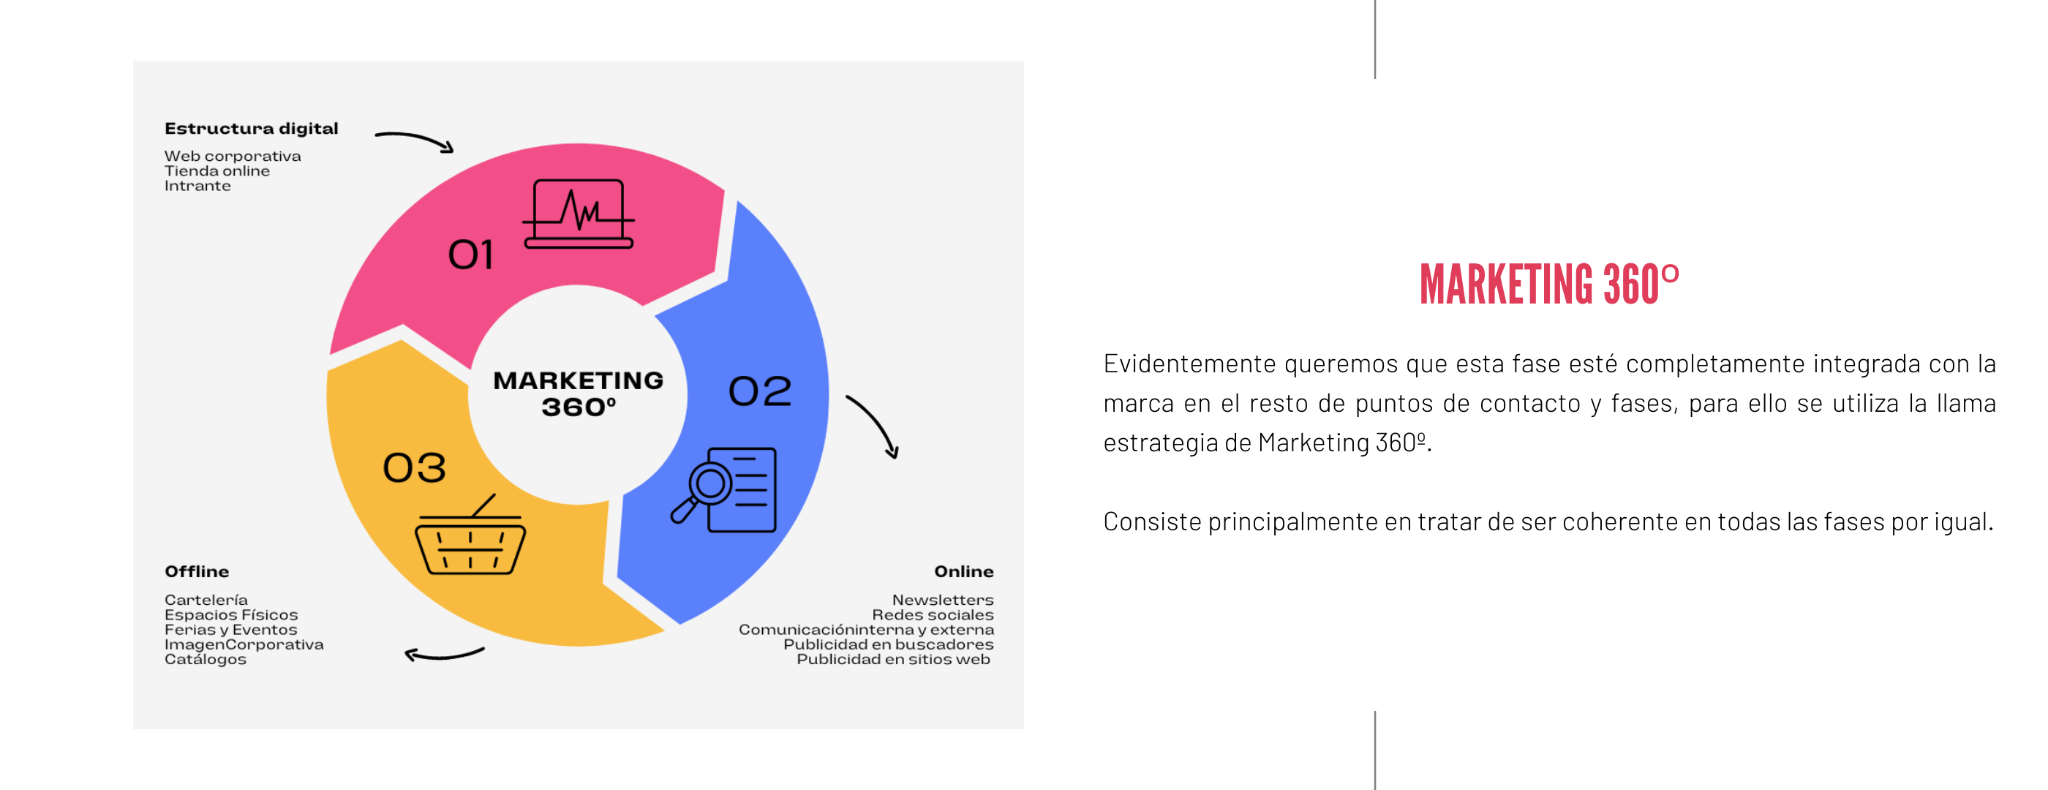 Estructura digital
Web corporativa
Tienda online
Intrante
01
02
03
MARKETING
360º
Offline
Cartelería
Espacios Físicos
Ferias y Eventos
ImagenCorporativa
Catálogos
Online
Newsletters
Redes sociales
Comunicacióninterna y externa
Publicidad en buscadores
Publicidad en sitios web
MARKETING 360º
Evidentemente queremos que esta fase esté completamente integrada con la
marca en el resto de puntos de contacto y fases, para ello se utiliza la llama
estrategia de Marketing 360º.
Consiste principalmente en tratar de ser coherente en todas las fases por igual.